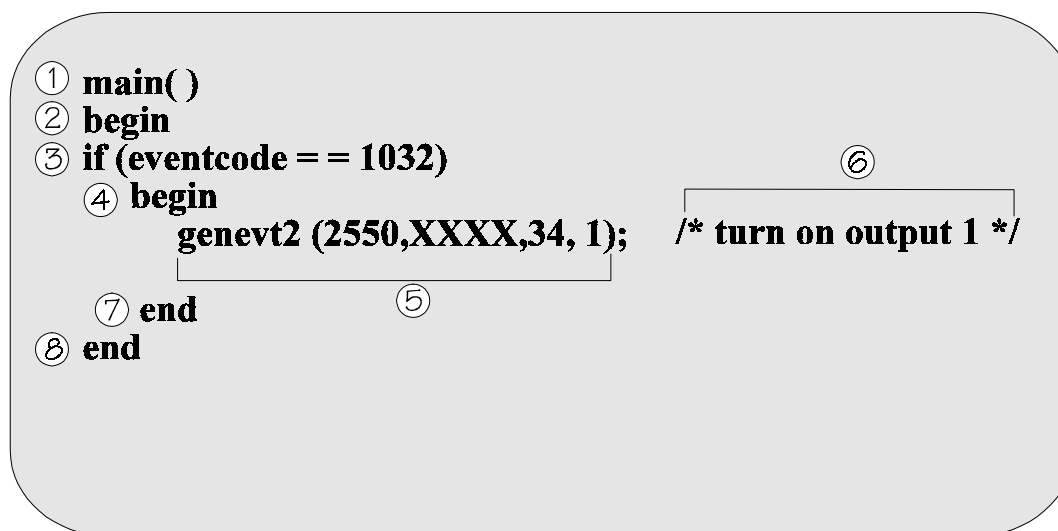 ① main( )
② begin
③ if (eventcode = = 1032)
⑥
④ begin
genevt2 (2550,XXXX,34, 1); /* turn on output 1 */
⑤
⑦ end
⑧ end